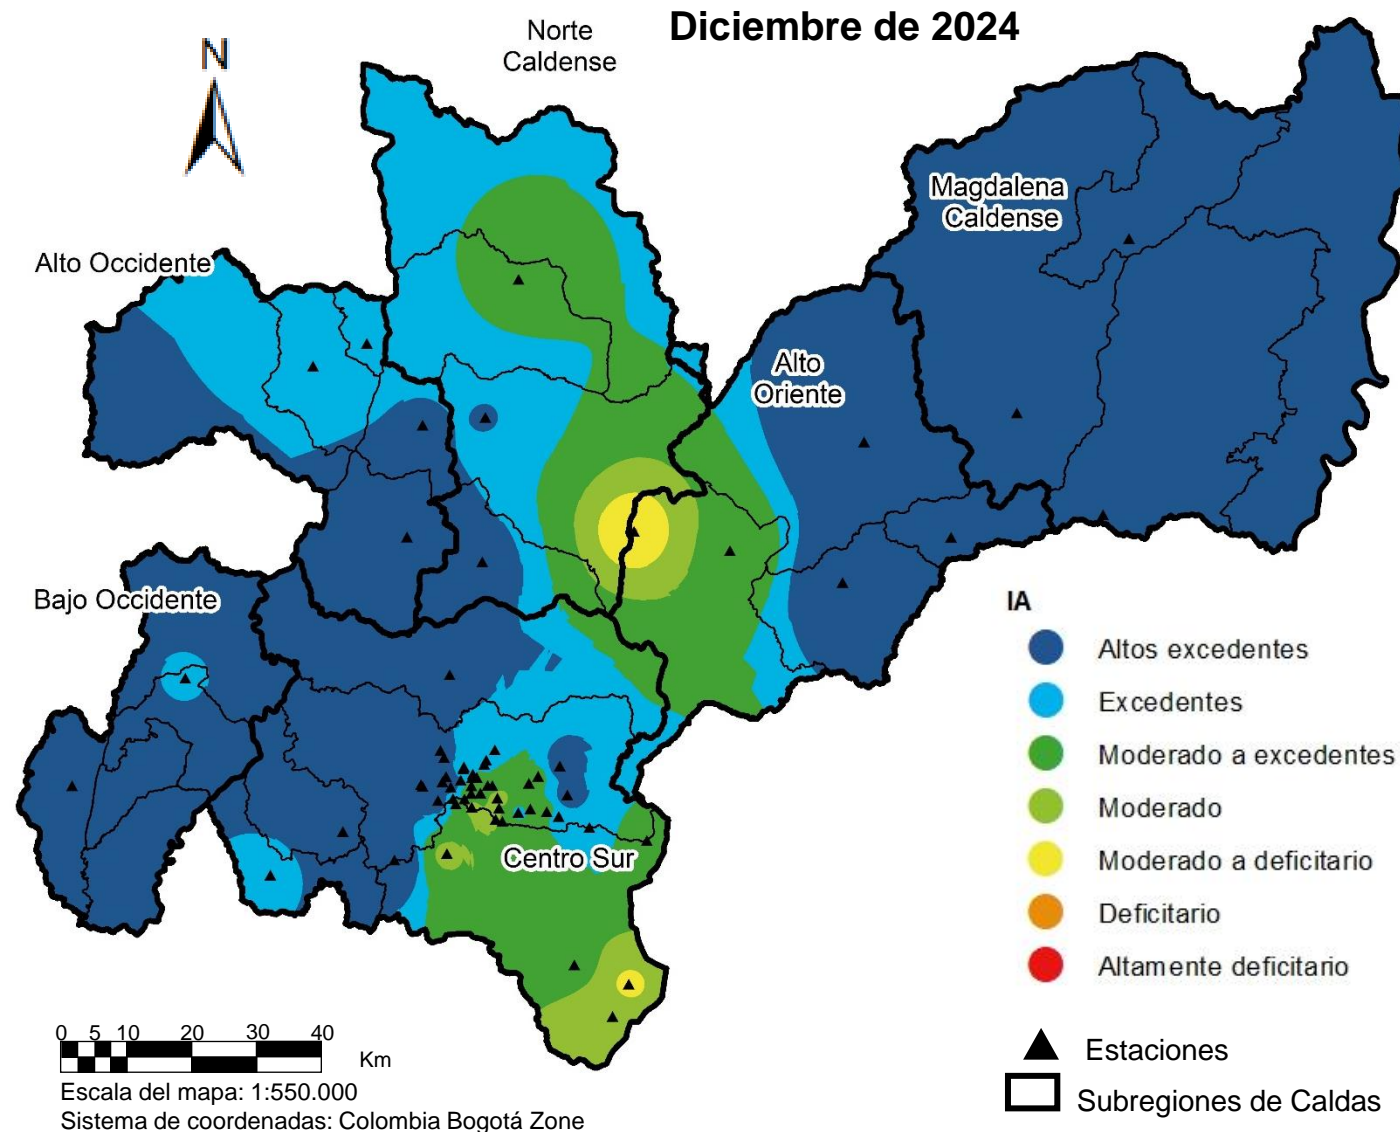 Diciembre de 2024
N
Norte
Caldense
Magdalena
Caldense
Alto Occidente
Alto
Oriente
Bajo Occidente
Centro Sur
IA
Altos excedentes
Excedentes
Moderado a excedentes
Moderado
Moderado a deficitario
Deficitario
Altamente deficitario
Estaciones
Subregiones de Caldas
0 5 10 20 30 40
Km
Escala del mapa: 1:550.000
Sistema de coordenadas: Colombia Bogotá Zone